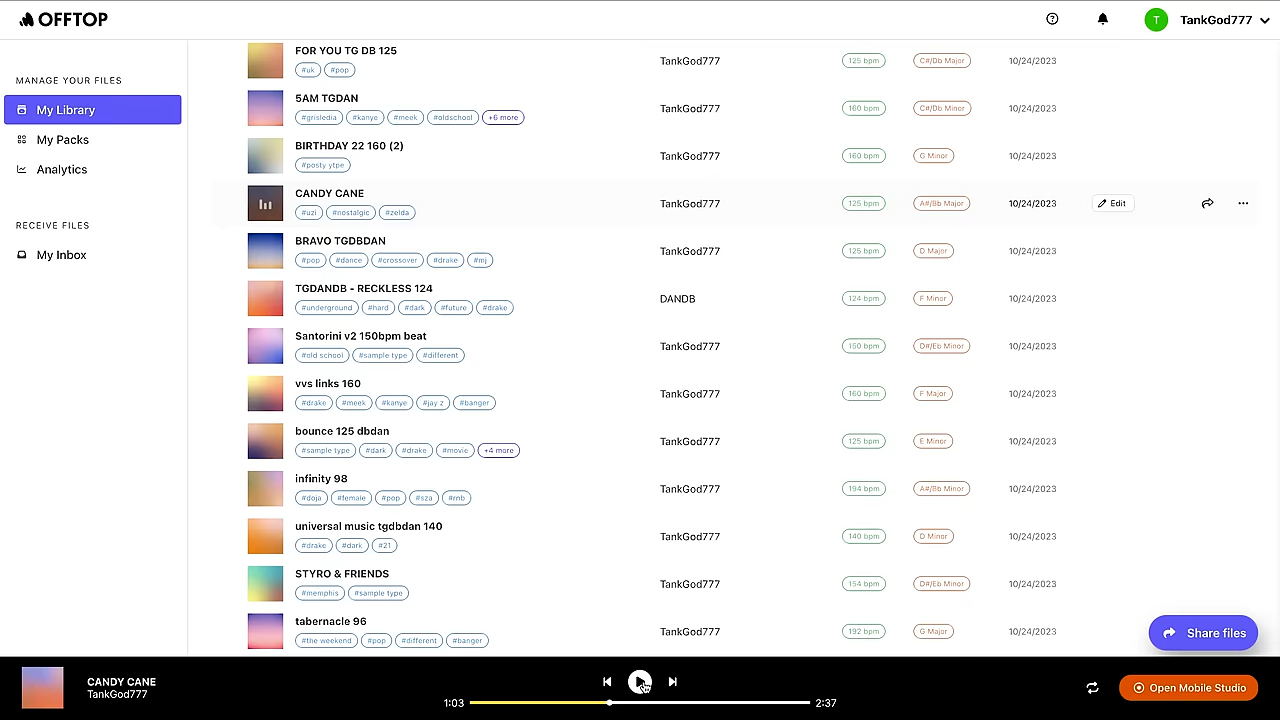 OFFTOP
T TankGod777
MANAGE YOUR FILES
My Library
My Packs
Analytics
RECEIVE FILES
My Inbox
FOR YOU TG DB 125
#uk #pop
TankGod777 125 bpm C#/Db Major 10/24/2023
5AM TGDAN
#grisledia #kanye #meek #oldschool +6 more
TankGod777 160 bpm C#/Db Minor 10/24/2023
BIRTHDAY 22 160 (2)
#posty ytpe
TankGod777 160 bpm G Minor 10/24/2023
CANDY CANE
#uzi #nostalgic #zelda
TankGod777 125 bpm A#/Bb Major 10/24/2023 Edit
BRAVO TGDBDAN
#pop #dance #crossover #drake #mj
TankGod777 125 bpm D Major 10/24/2023
TGDANDB - RECKLESS 124
#underground #hard #dark #future #drake
DANDB 124 bpm F Minor 10/24/2023
Santorini v2 150bpm beat
#old school #sample type #different
TankGod777 150 bpm D#/Eb Minor 10/24/2023
vvs links 160
#drake #meek #kanye #jay z #banger
TankGod777 160 bpm F Major 10/24/2023
bounce 125 dbdan
#sample type #dark #drake #movie +4 more
TankGod777 125 bpm E Minor 10/24/2023
infinity 98
#doja #female #pop #sza #rnb
TankGod777 194 bpm A#/Bb Minor 10/24/2023
universal music tgdbdan 140
#drake #dark #21
TankGod777 140 bpm D Minor 10/24/2023
STYRO & FRIENDS
#memphis #sample type
TankGod777 154 bpm D#/Eb Minor 10/24/2023
tabernacle 96
#the weekend #pop #different #banger
TankGod777 192 bpm G Major 10/24/2023
Share files
CANDY CANE
TankGod777
1:03 2:37
Open Mobile Studio